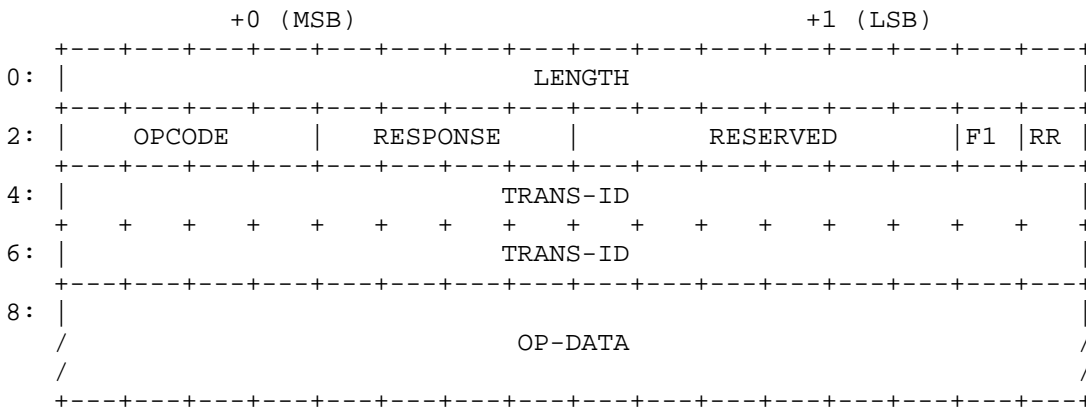 +0 (MSB) +1 (LSB)
+---+---+---+---+---+---+---+---+---+---+---+---+---+---+---+---+
0: | LENGTH |
+---+---+---+---+---+---+---+---+---+---+---+---+---+---+---+---+
2: | OPCODE | RESPONSE | RESERVED |F1 |RR |
+---+---+---+---+---+---+---+---+---+---+---+---+---+---+---+---+
4: | TRANS-ID |
+ + + + + + + + + + + + + + + + +
6: | TRANS-ID |
+---+---+---+---+---+---+---+---+---+---+---+---+---+---+---+---+
8: | |
/ OP-DATA /
/ /
+---+---+---+---+---+---+---+---+---+---+---+---+---+---+---+---+